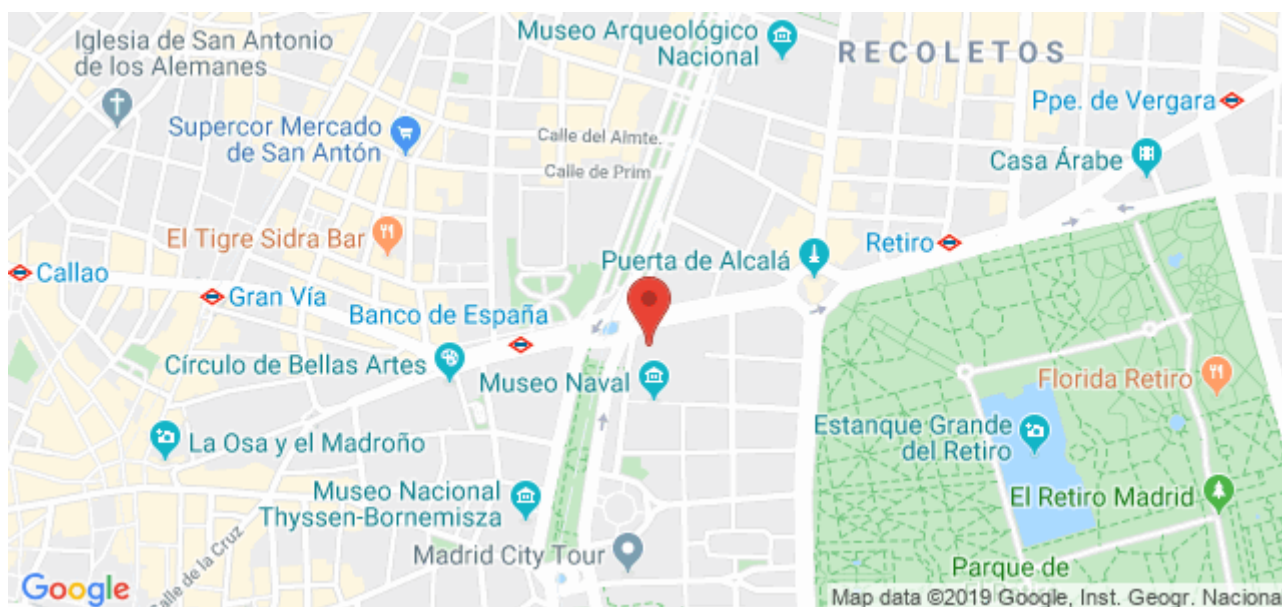 Museo Arqueológico
Nacional
RECOLETOS
Iglesia de San Antonio
de los Alemanes
Ppe. de Vergara
Supercor Mercado
de San Antón
Calle del Almte.
Calle de Prim
Casa Árabe
El Tigre Sidra Bar
Retiro
Puerta de Alcalá
Callao
Gran Vía
Banco de España
Círculo de Bellas Artes
Museo Naval
Florida Retiro
La Osa y el Madroño
Estanque Grande
del Retiro
Museo Nacional
Thyssen-Bornemisza
El Retiro Madrid
Calle de la Cruz
Madrid City Tour
Parque de
Google
Map data ©2019 Google, Inst. Geogr. Naciona